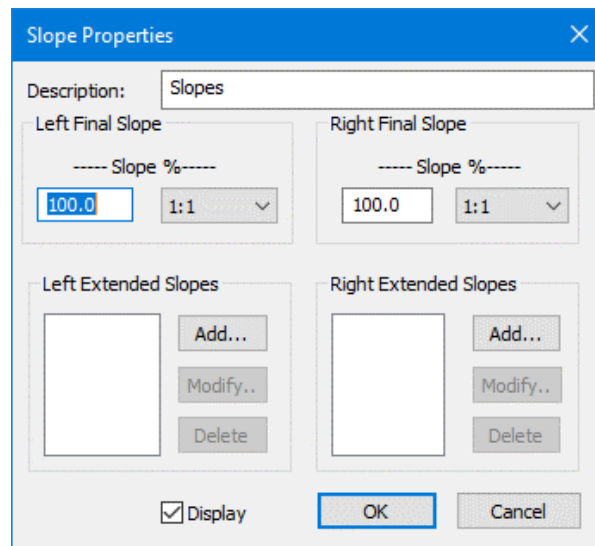 Slope Properties
Description: Slopes
Left Final Slope
----- Slope %-----
100.0 1:1
Right Final Slope
----- Slope %-----
100.0 1:1
Left Extended Slopes
Add...
Modify..
Delete
Right Extended Slopes
Add...
Modify..
Delete
Display OK Cancel